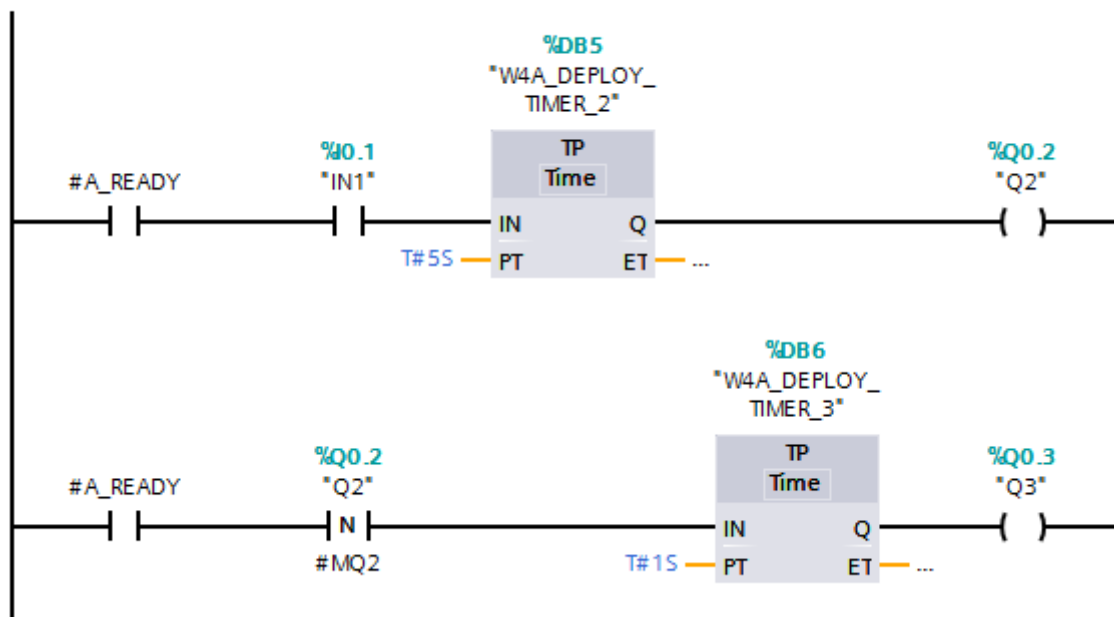 %DB5
"W4A_DEPLOY_
TIMER_2"
TP
Time
%I0.1
"IN1"
%Q0.2
"Q2"
#A_READY
IN Q
T#5S PT ET ...
%DB6
"W4A_DEPLOY_
TIMER_3"
TP
Time
%Q0.2
"Q2"
%Q0.3
"Q3"
#A_READY
N
IN Q
#MQ2
T#1S PT ET ...